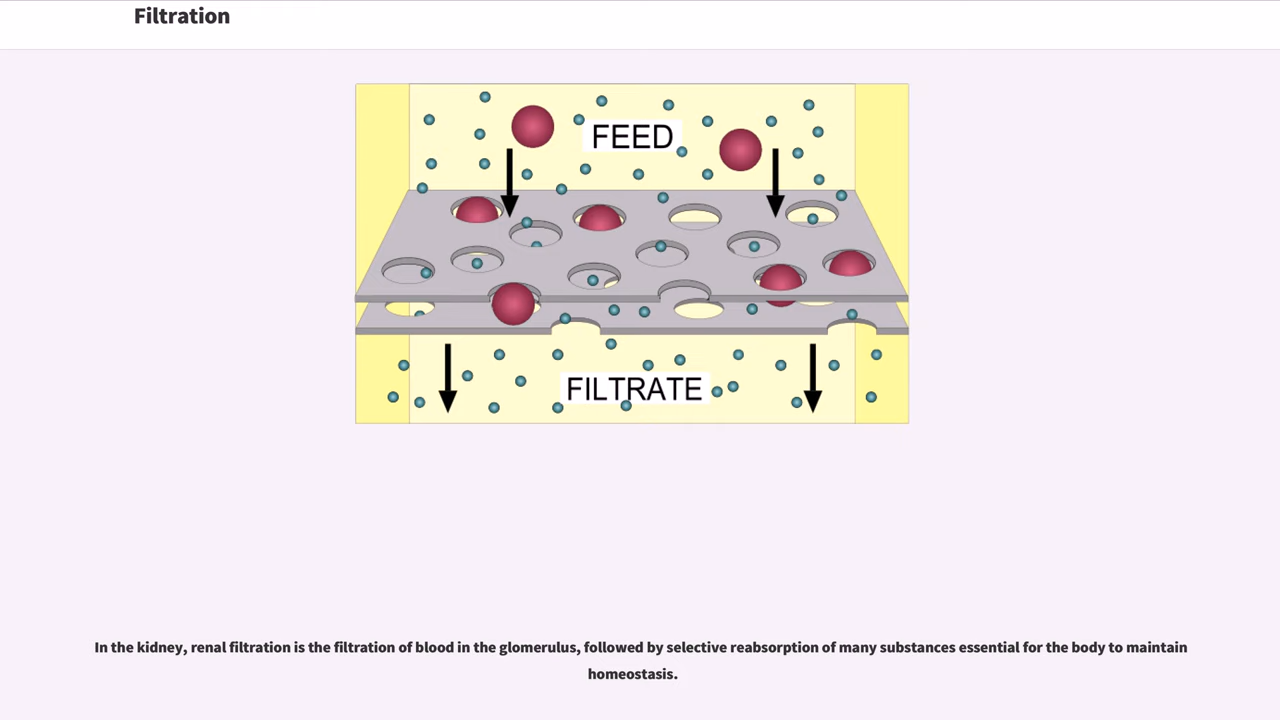 Filtration
FEED
FILTRATE
In the kidney, renal filtration is the filtration of blood in the glomerulus, followed by selective reabsorption of many substances essential for the body to maintain
homeostasis.